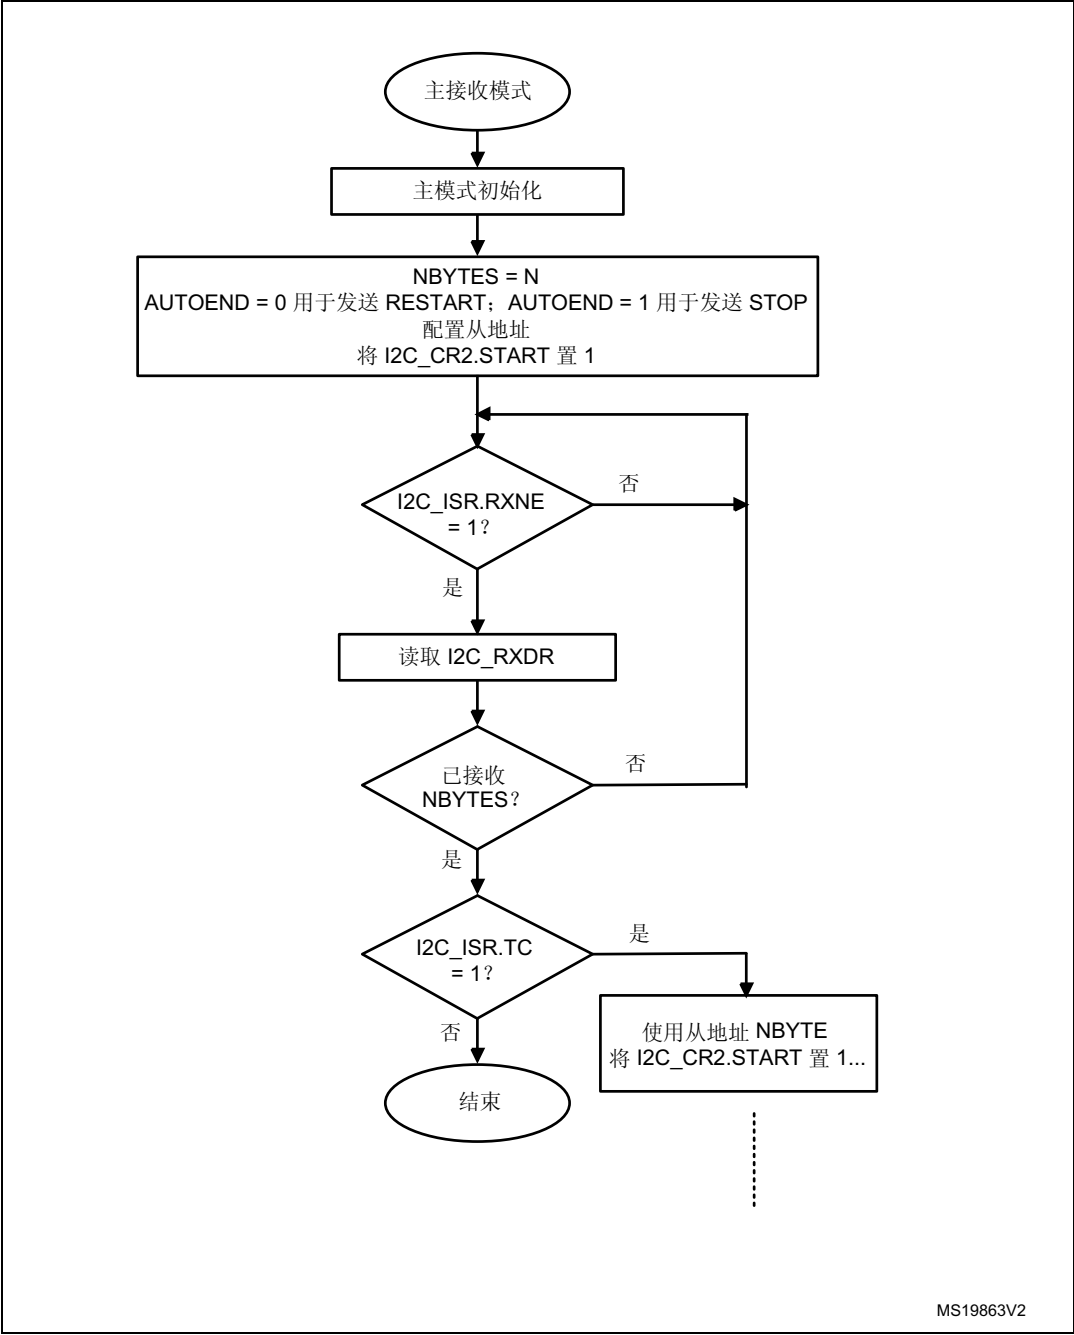 主接收模式
主模式初始化
NBYTES = N
AUTOEND = 0 用于发送 RESTART；AUTOEND = 1 用于发送 STOP
配置从地址
将 I2C_CR2.START 置 1
I2C_ISR.RXNE
= 1？
否
是
读取 I2C_RXDR
已接收
NBYTES？
否
是
I2C_ISR.TC
= 1？
是
否
使用从地址 NBYTE
将 I2C_CR2.START 置 1...
结束
MS19863V2